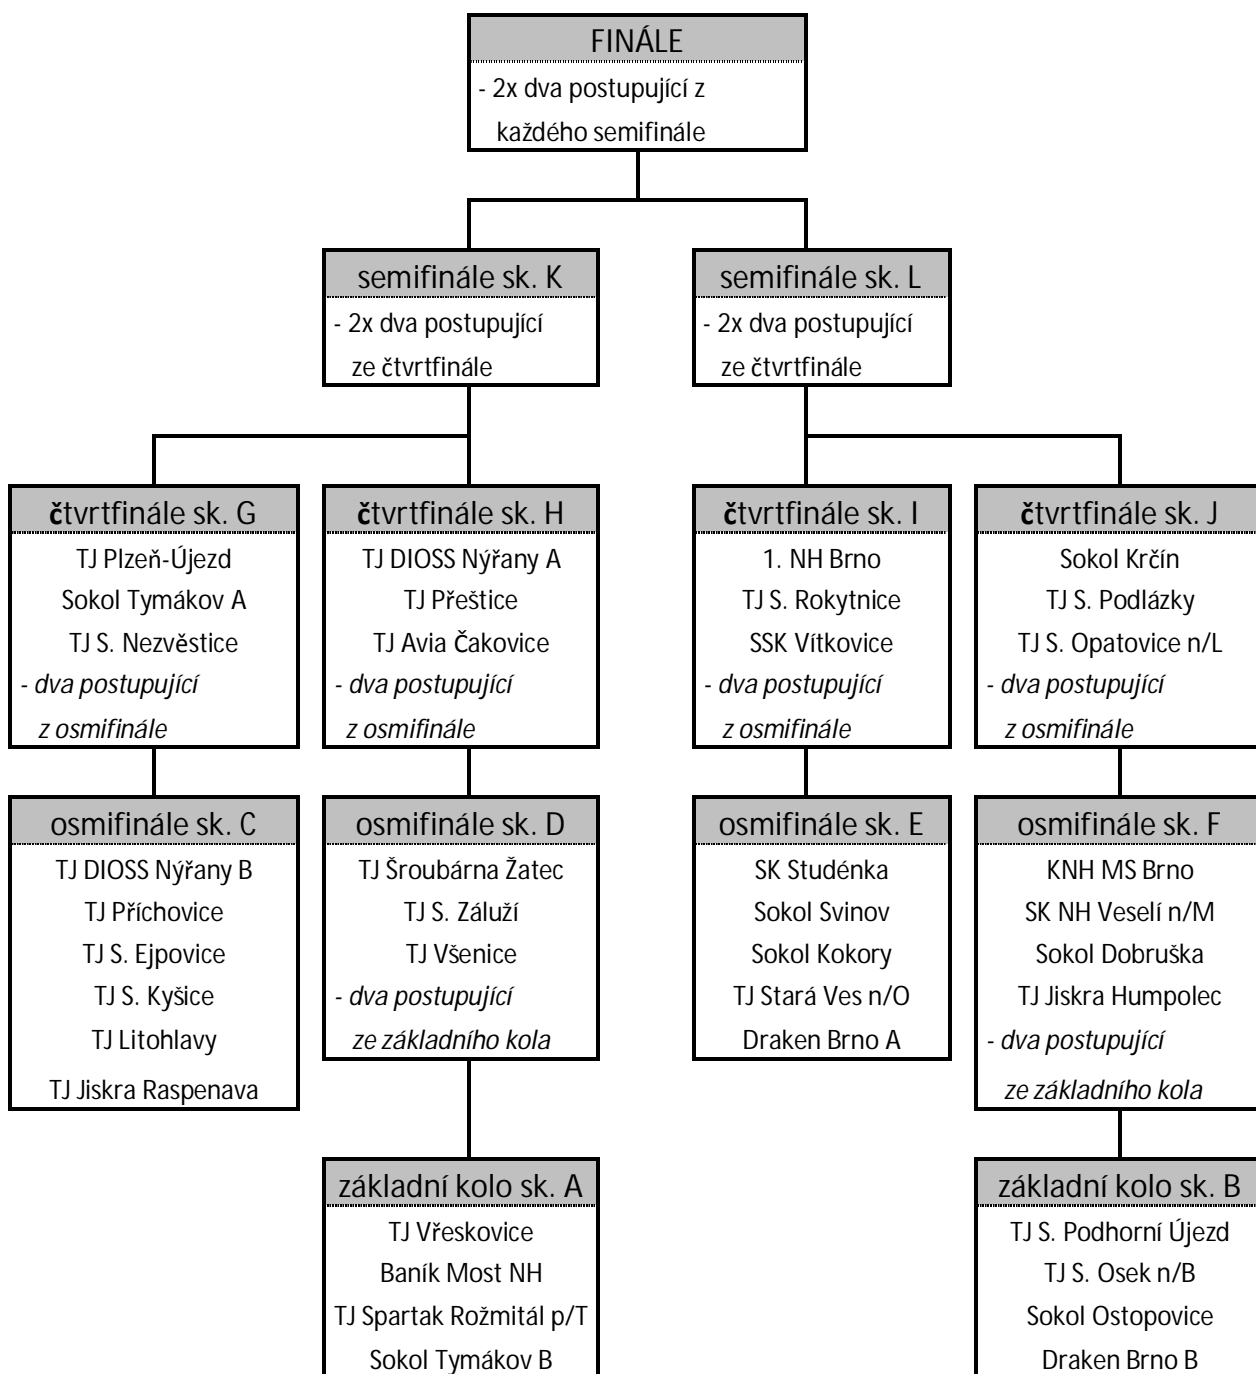 FINÁLE
- 2x dva postupující z
každého semifinále
semifinále sk. K
- 2x dva postupující
ze čtvrtfinále
semifinále sk. L
- 2x dva postupující
ze čtvrtfinále
čtvrtfinále sk. G
TJ Plzeň-Újezd
Sokol Tymákov A
TJ S. Nezvěstice
- dva postupující
z osmifinále
čtvrtfinále sk. H
TJ DIOSS Nýřany A
TJ Přeštice
TJ Avia Čakovice
- dva postupující
z osmifinále
čtvrtfinále sk. I
1. NH Brno
TJ S. Rokytnice
SSK Vítkovice
- dva postupující
z osmifinále
čtvrtfinále sk. J
Sokol Krčín
TJ S. Podlázky
TJ S. Opatovice n/L
- dva postupující
z osmifinále
osmifinále sk. C
TJ DIOSS Nýřany B
TJ Příchovice
TJ S. Ejpovice
TJ S. Kyšice
TJ Litohlavy
TJ Jiskra Raspenava
osmifinále sk. D
TJ Šroubárna Žatec
TJ S. Záluží
TJ Všenice
- dva postupující
ze základního kola
osmifinále sk. E
SK Studénka
Sokol Svinov
Sokol Kokory
TJ Stará Ves n/O
Draken Brno A
osmifinále sk. F
KNH MS Brno
SK NH Veselí n/M
Sokol Dobruška
TJ Jiskra Humpolec
- dva postupující
ze základního kola
základní kolo sk. A
TJ Vřeskovice
Baník Most NH
TJ Spartak Rožmitál p/T
Sokol Tymákov B
základní kolo sk. B
TJ S. Podhorní Újezd
TJ S. Osek n/B
Sokol Ostopovice
Draken Brno B